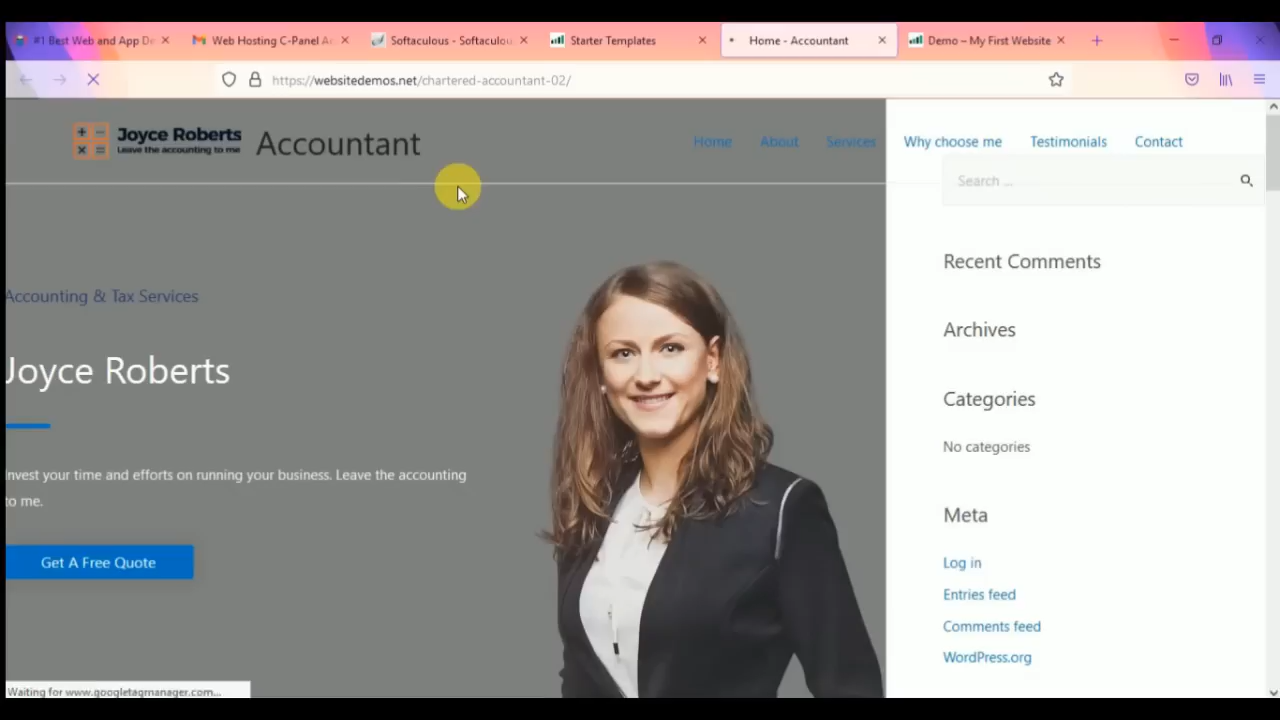 #1 Best Web and App De
Web Hosting C-Panel Ac
Softaculous - Softaculou
Starter Templates
Home - Accountant
Demo – My First Website
https://websitedemos.net/chartered-accountant-02/
Joyce Roberts
Leave the accounting to me
Accountant
Home
About
Services
Why choose me
Testimonials
Contact
Search ...
Accounting & Tax Services
Joyce Roberts
Invest your time and efforts on running your business. Leave the accounting
to me.
Get A Free Quote
Recent Comments
Archives
Categories
No categories
Meta
Log in
Entries feed
Comments feed
WordPress.org
Waiting for www.googletagmanager.com...